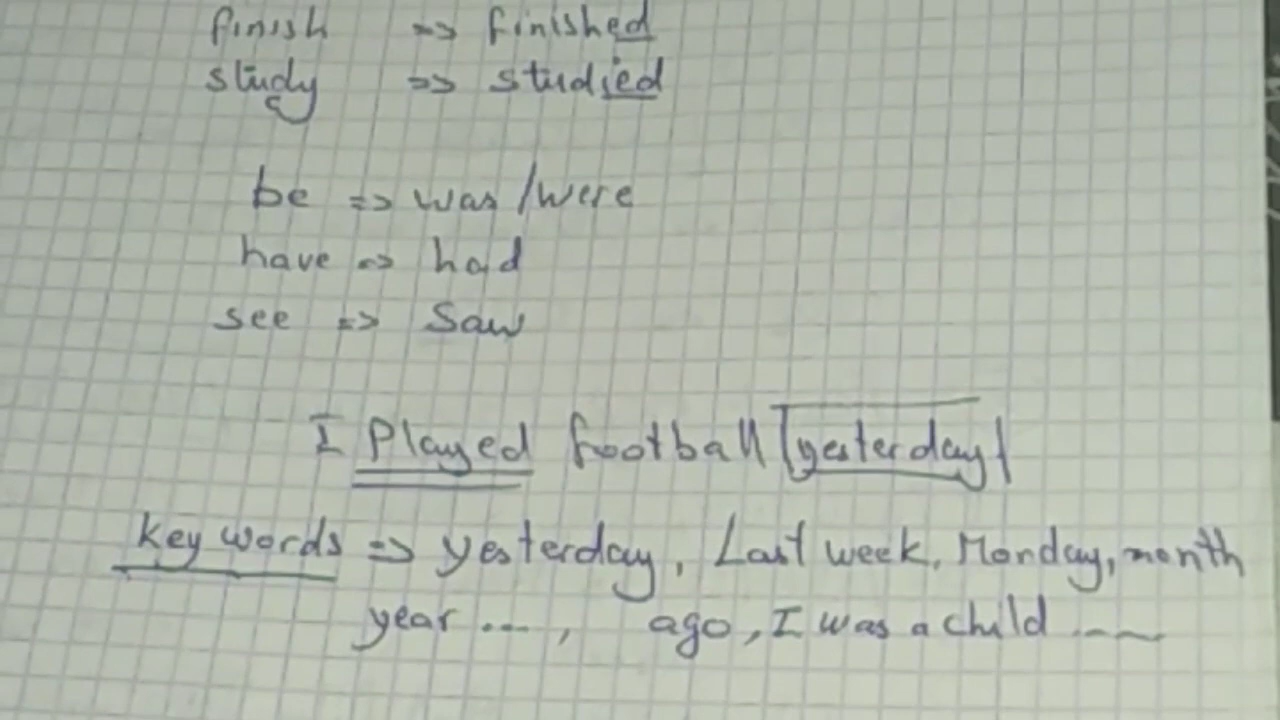 finish => finished
study => studied
be => was/were
have => had
see => saw
I Played football [yesterday]
key words => yesterday, Last week, Monday, month
year ..., ago, I was a child ....